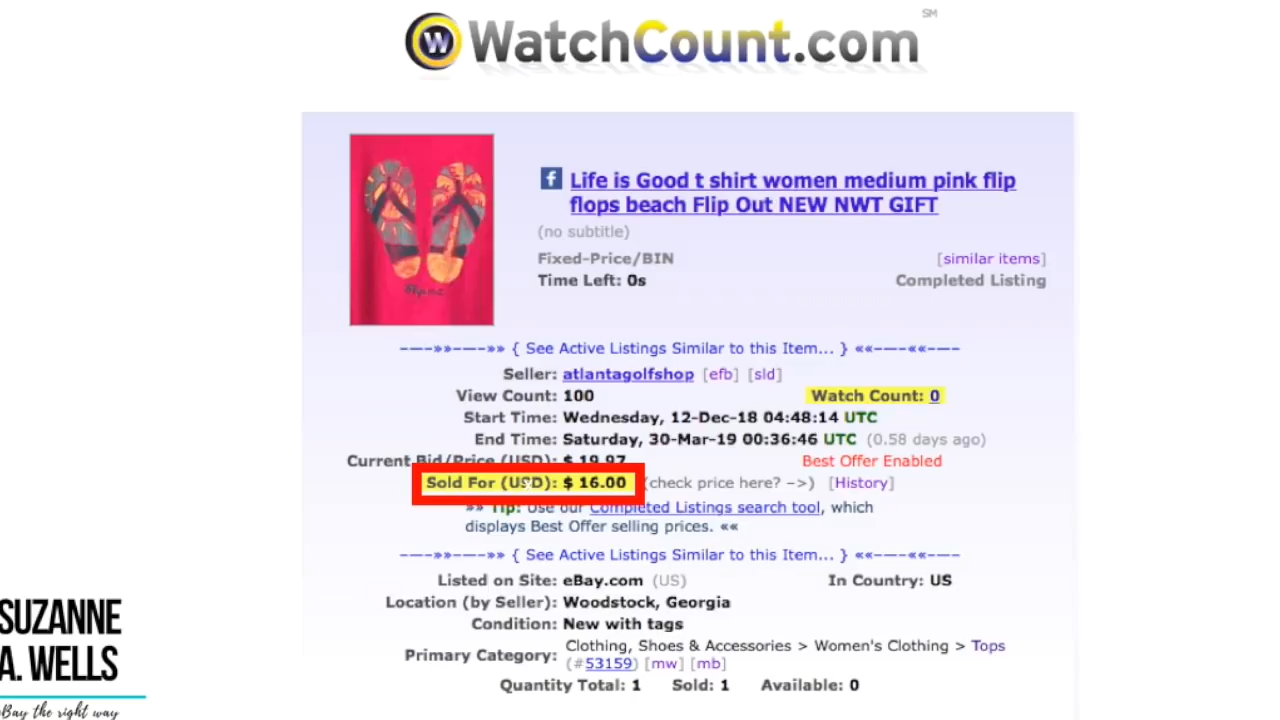 WatchCount.com SM
Life is Good t shirt women medium pink flip
flops beach Flip Out NEW NWT GIFT
(no subtitle)
Fixed-Price/BIN [similar items]
Time Left: 0s Completed Listing
{ See Active Listings Similar to this Item... }
Seller: atlantagolfshop [efb] [sld]
View Count: 100 Watch Count: 0
Start Time: Wednesday, 12-Dec-18 04:48:14 UTC
End Time: Saturday, 30-Mar-19 00:36:46 UTC (0.58 days ago)
Current Bid/Price (USD): $ 19.97 Best Offer Enabled
Sold For (USD): $ 16.00 (check price here? –>) [History]
»» Tip: Use our Completed Listings search tool, which
displays Best Offer selling prices. ««
{ See Active Listings Similar to this Item... }
Listed on Site: eBay.com (US) In Country: US
Location (by Seller): Woodstock, Georgia
Condition: New with tags
Primary Category: Clothing, Shoes & Accessories > Women's Clothing > Tops
(#53159) [mw] [mb]
Quantity Total: 1 Sold: 1 Available: 0
SUZANNE
A. WELLS
eBay the right way